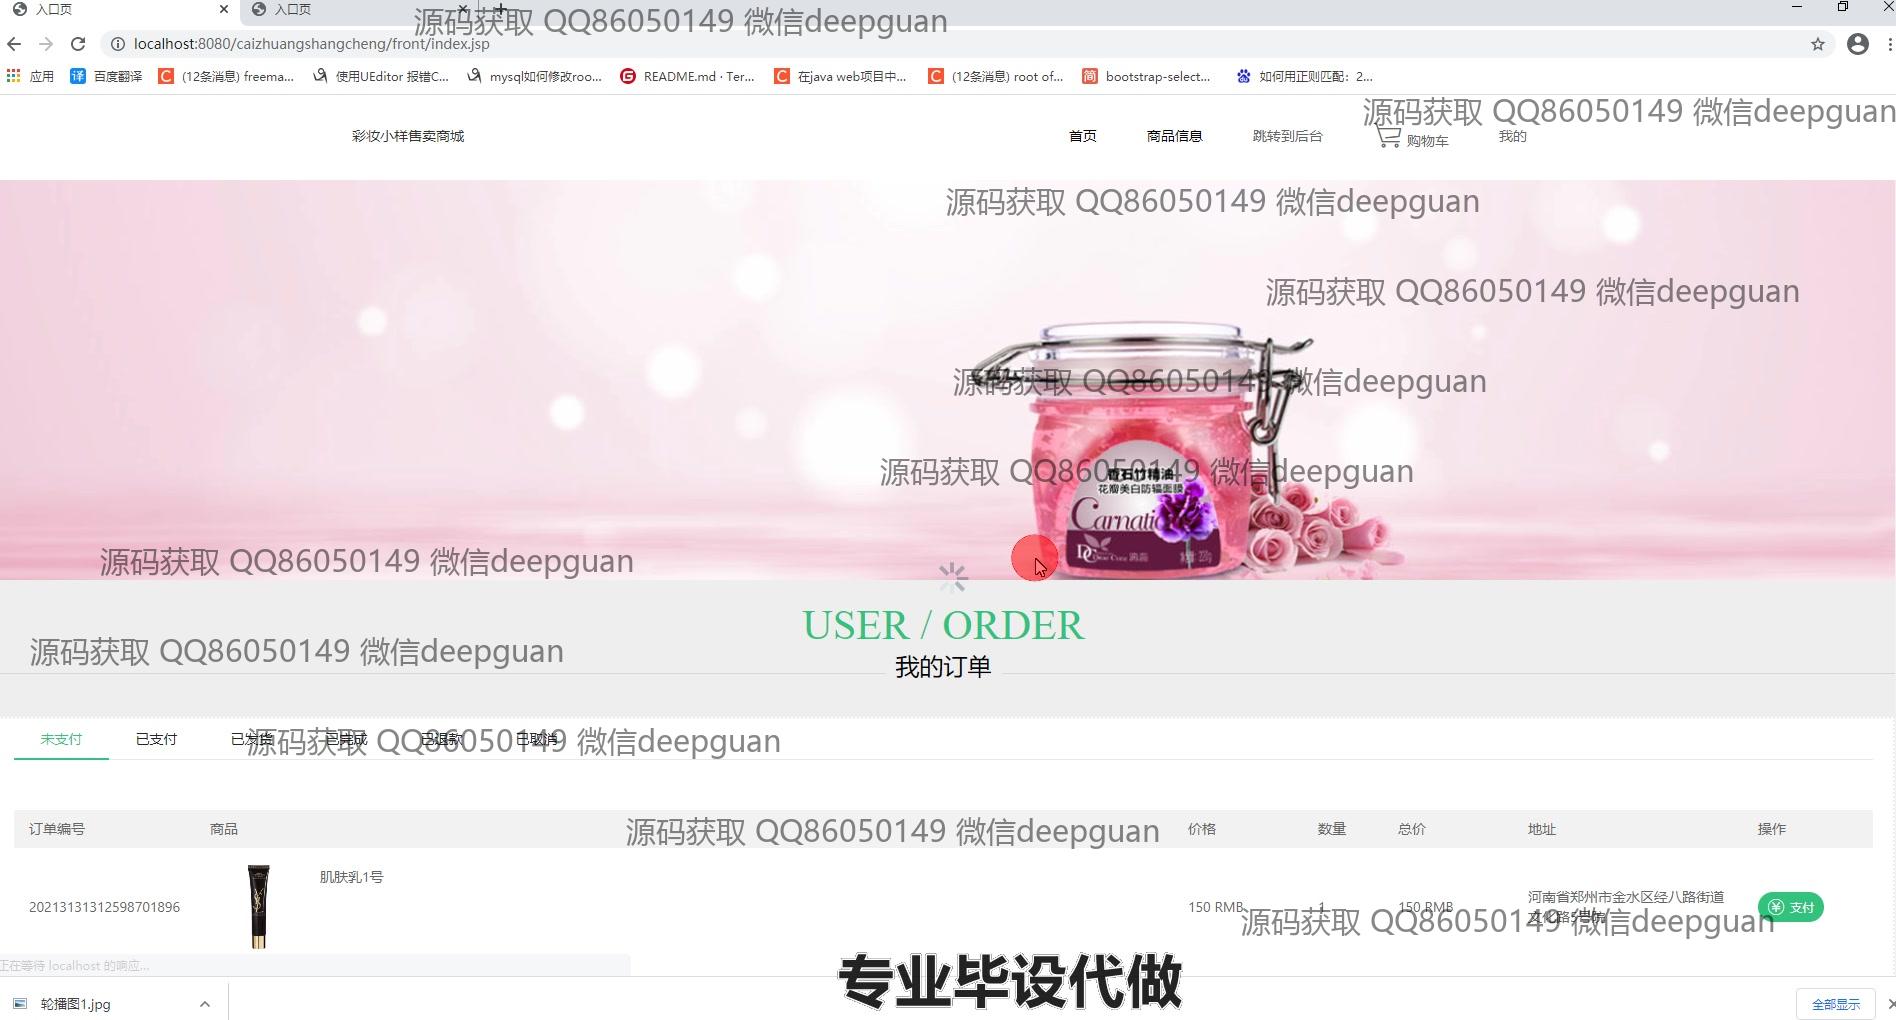 入口页
入口页
源码获取 QQ86050149 微信deepguan
localhost:8080/caizhuangshangcheng/front/index.jsp
应用
百度翻译
(12条消息) freema...
使用UEditor 报错C...
mysql如何修改roo...
README.md · Ter...
在java web项目中...
(12条消息) root of...
bootstrap-select...
如何用正则匹配：2...
源码获取 QQ86050149 微信deepguan
彩妆小样售卖商城
首页
商品信息
跳转到后台
购物车
我的
源码获取 QQ86050149 微信deepguan
源码获取 QQ86050149 微信deepguan
源码获取 QQ86050149 微信deepguan
源码获取 QQ86050149 微信deepguan
香石竹精油
花瓣美白防辐面膜
Carnati
DC
源码获取 QQ86050149 微信deepguan
USER / ORDER
源码获取 QQ86050149 微信deepguan
我的订单
未支付
已支付
已发货
已完成
已退款
已取消
源码获取 QQ86050149 微信deepguan
订单编号
商品
源码获取 QQ86050149 微信deepguan
价格
数量
总价
地址
操作
肌肤乳1号
20213131312598701896
150 RMB
1
150 RMB
河南省郑州市金水区经八路街道
支付
源码获取 QQ86050149 微信deepguan
正在等待 localhost 的响应...
专业毕设代做
轮播图1.jpg
全部显示